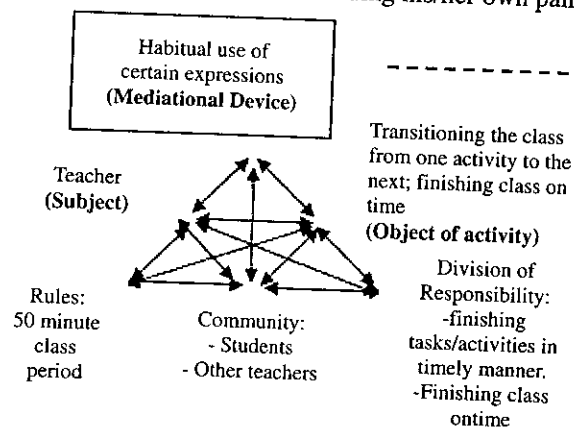 Habitual use of
certain expressions
(Mediational Device)
Transitioning the class
from one activity to the
next; finishing class on
time
(Object of activity)
Teacher
(Subject)
Rules:
50 minute
class
period
Community:
- Students
- Other teachers
Division of
Responsibility:
-finishing
tasks/activities in
timely manner.
-Finishing class
ontime